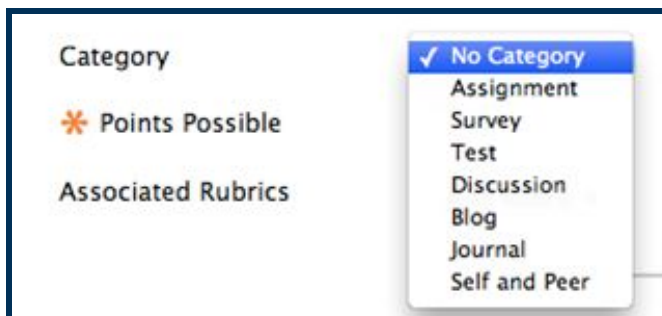 Category
✓ No Category
Assignment
Survey
Test
Discussion
Blog
Journal
Self and Peer
* Points Possible
Associated Rubrics